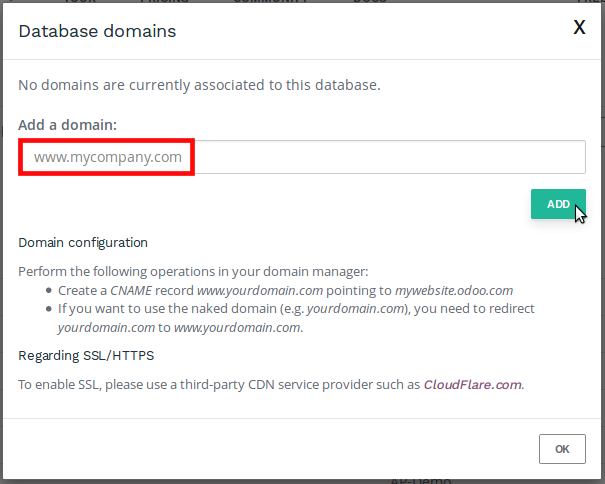 Database domains
X
No domains are currently associated to this database.
Add a domain:
www.mycompany.com
ADD
Domain configuration
Perform the following operations in your domain manager:
Create a CNAME record www.yourdomain.com pointing to mywebsite.odoo.com
If you want to use the naked domain (e.g. yourdomain.com), you need to redirect
yourdomain.com to www.yourdomain.com.
Regarding SSL/HTTPS
To enable SSL, please use a third-party CDN service provider such as CloudFlare.com.
OK